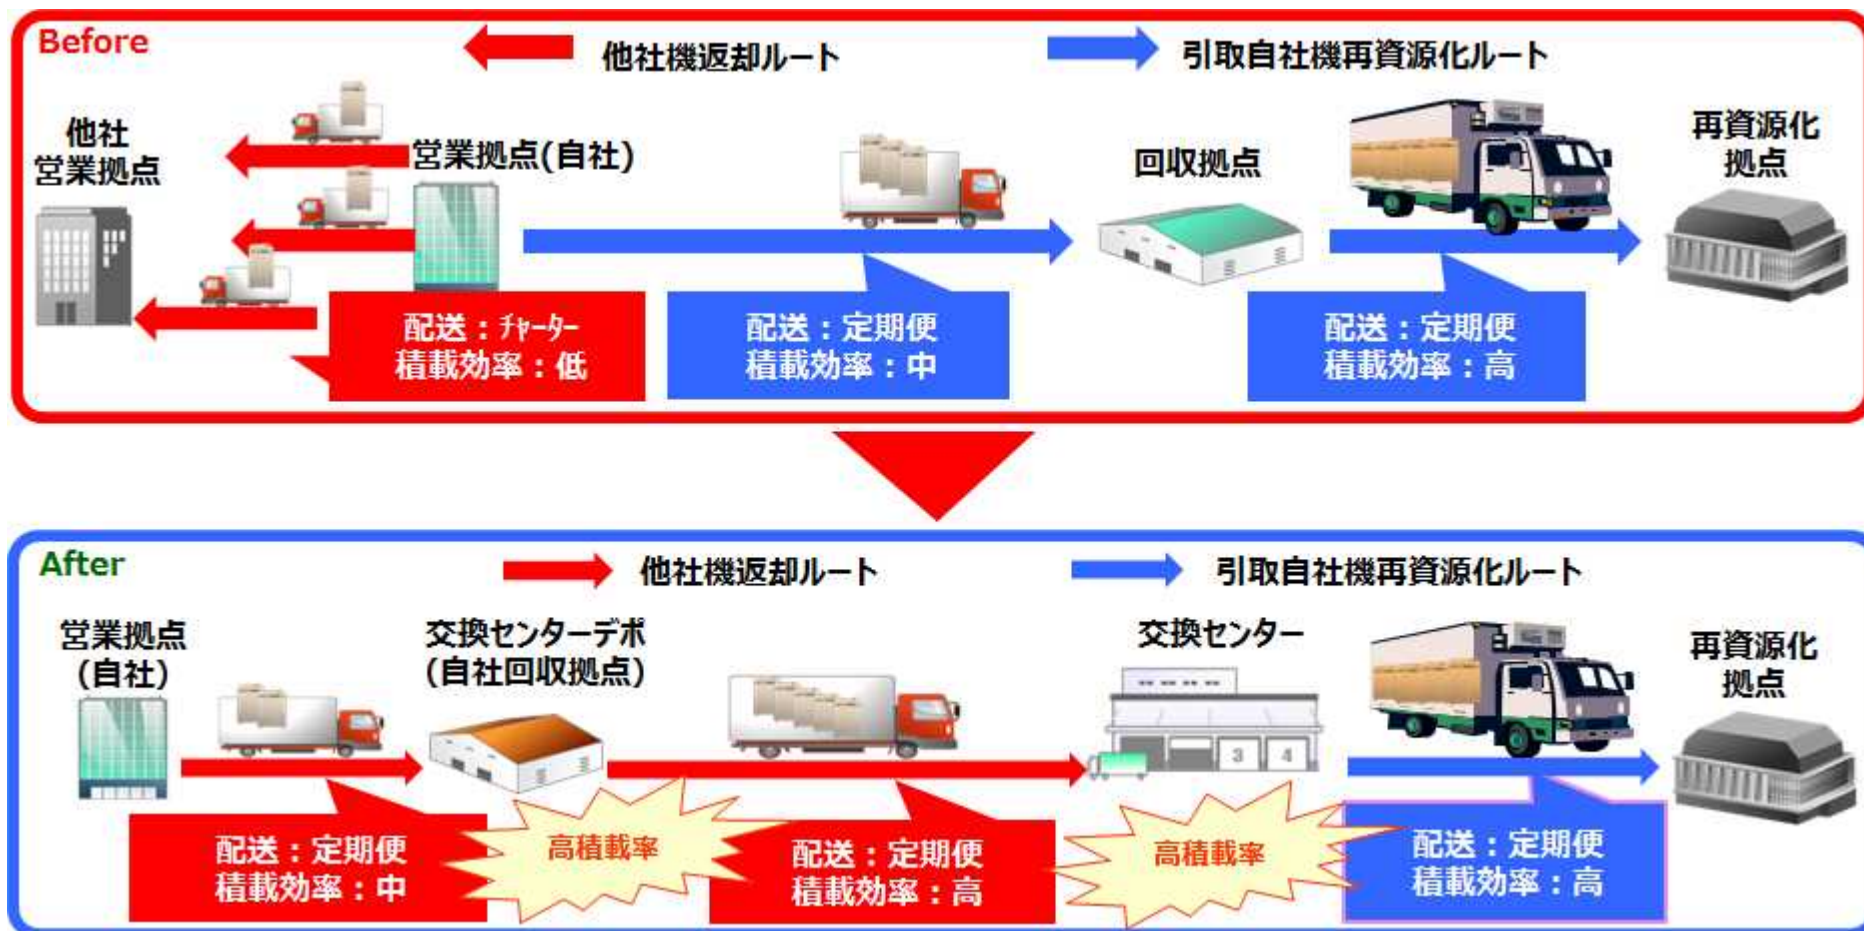 Before
他社機返却ルート
引取自社機再資源化ルート
他社
営業拠点
営業拠点(自社)
回収拠点
再資源化
拠点
配送：ﾁｬｰﾀｰ
積載効率：低
配送：定期便
積載効率：中
配送：定期便
積載効率：高
After
他社機返却ルート
引取自社機再資源化ルート
営業拠点
(自社)
交換センターデポ
(自社回収拠点)
交換センター
再資源化
拠点
3 4
配送：定期便
積載効率：中
高積載率
配送：定期便
積載効率：高
高積載率
配送：定期便
積載効率：高